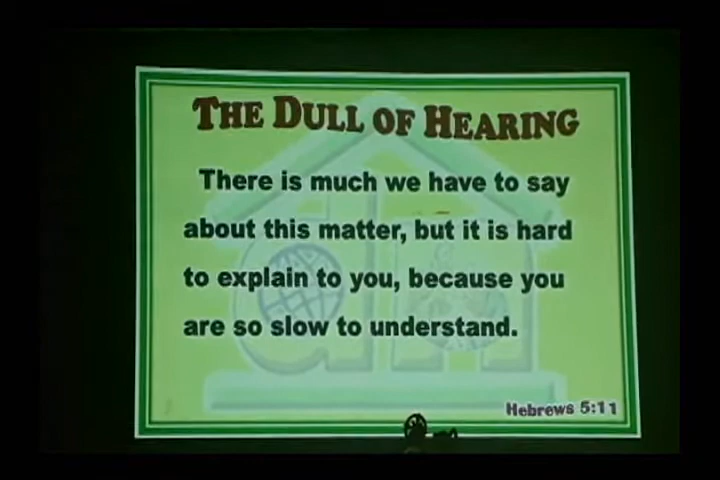 THE DULL OF HEARING
There is much we have to say
about this matter, but it is hard
to explain to you, because you
are so slow to understand.
Hebrews 5:11